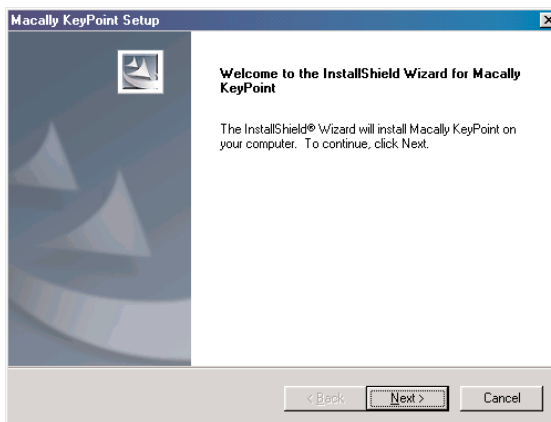 Macally KeyPoint Setup
Welcome to the InstallShield Wizard for Macally
KeyPoint
The InstallShield® Wizard will install Macally KeyPoint on
your computer. To continue, click Next.
< Back
Next >
Cancel